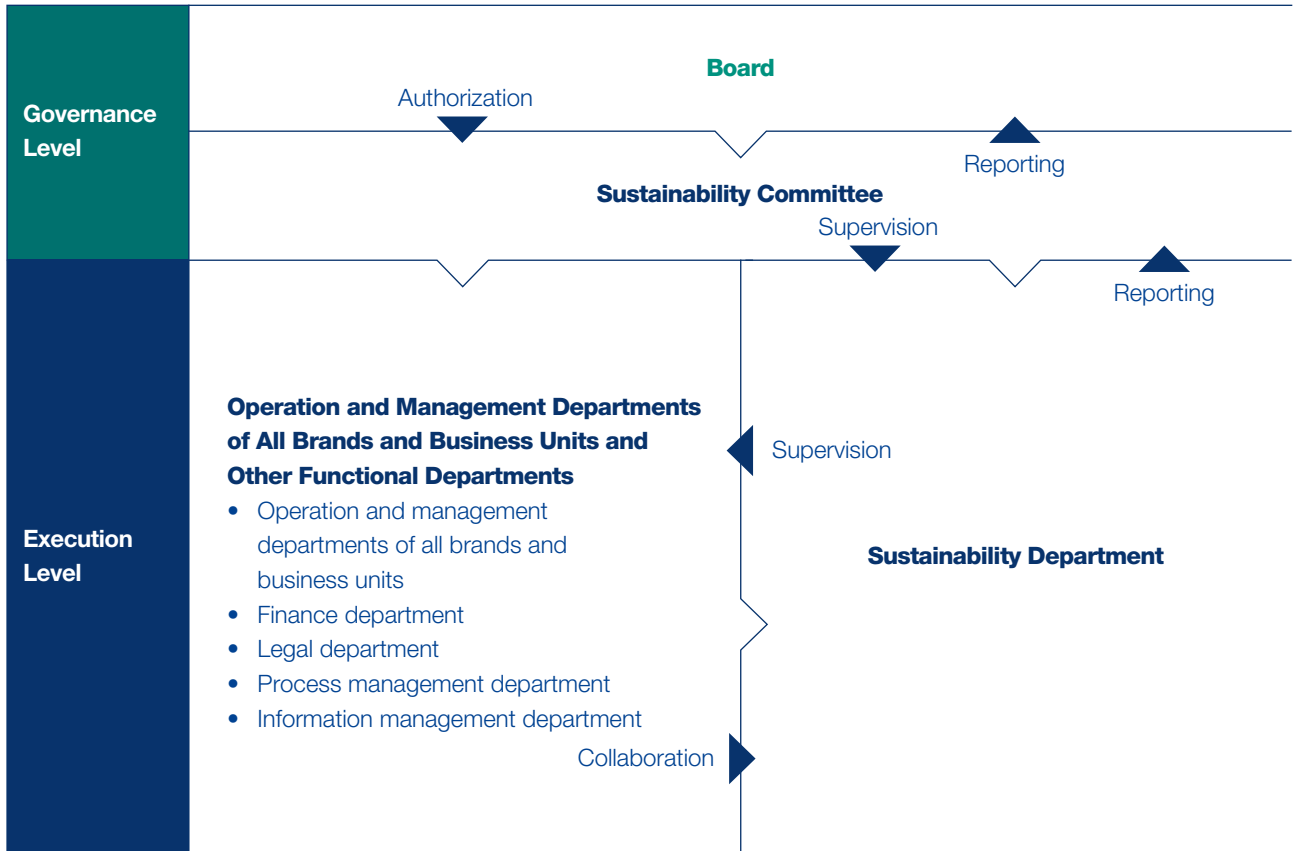 Governance
Level
Board
Authorization
Reporting
Sustainability Committee
Supervision
Reporting
Execution
Level
Operation and Management Departments
of All Brands and Business Units and
Other Functional Departments
• Operation and management
departments of all brands and
business units
• Finance department
• Legal department
• Process management department
• Information management department
Collaboration
Supervision
Sustainability Department